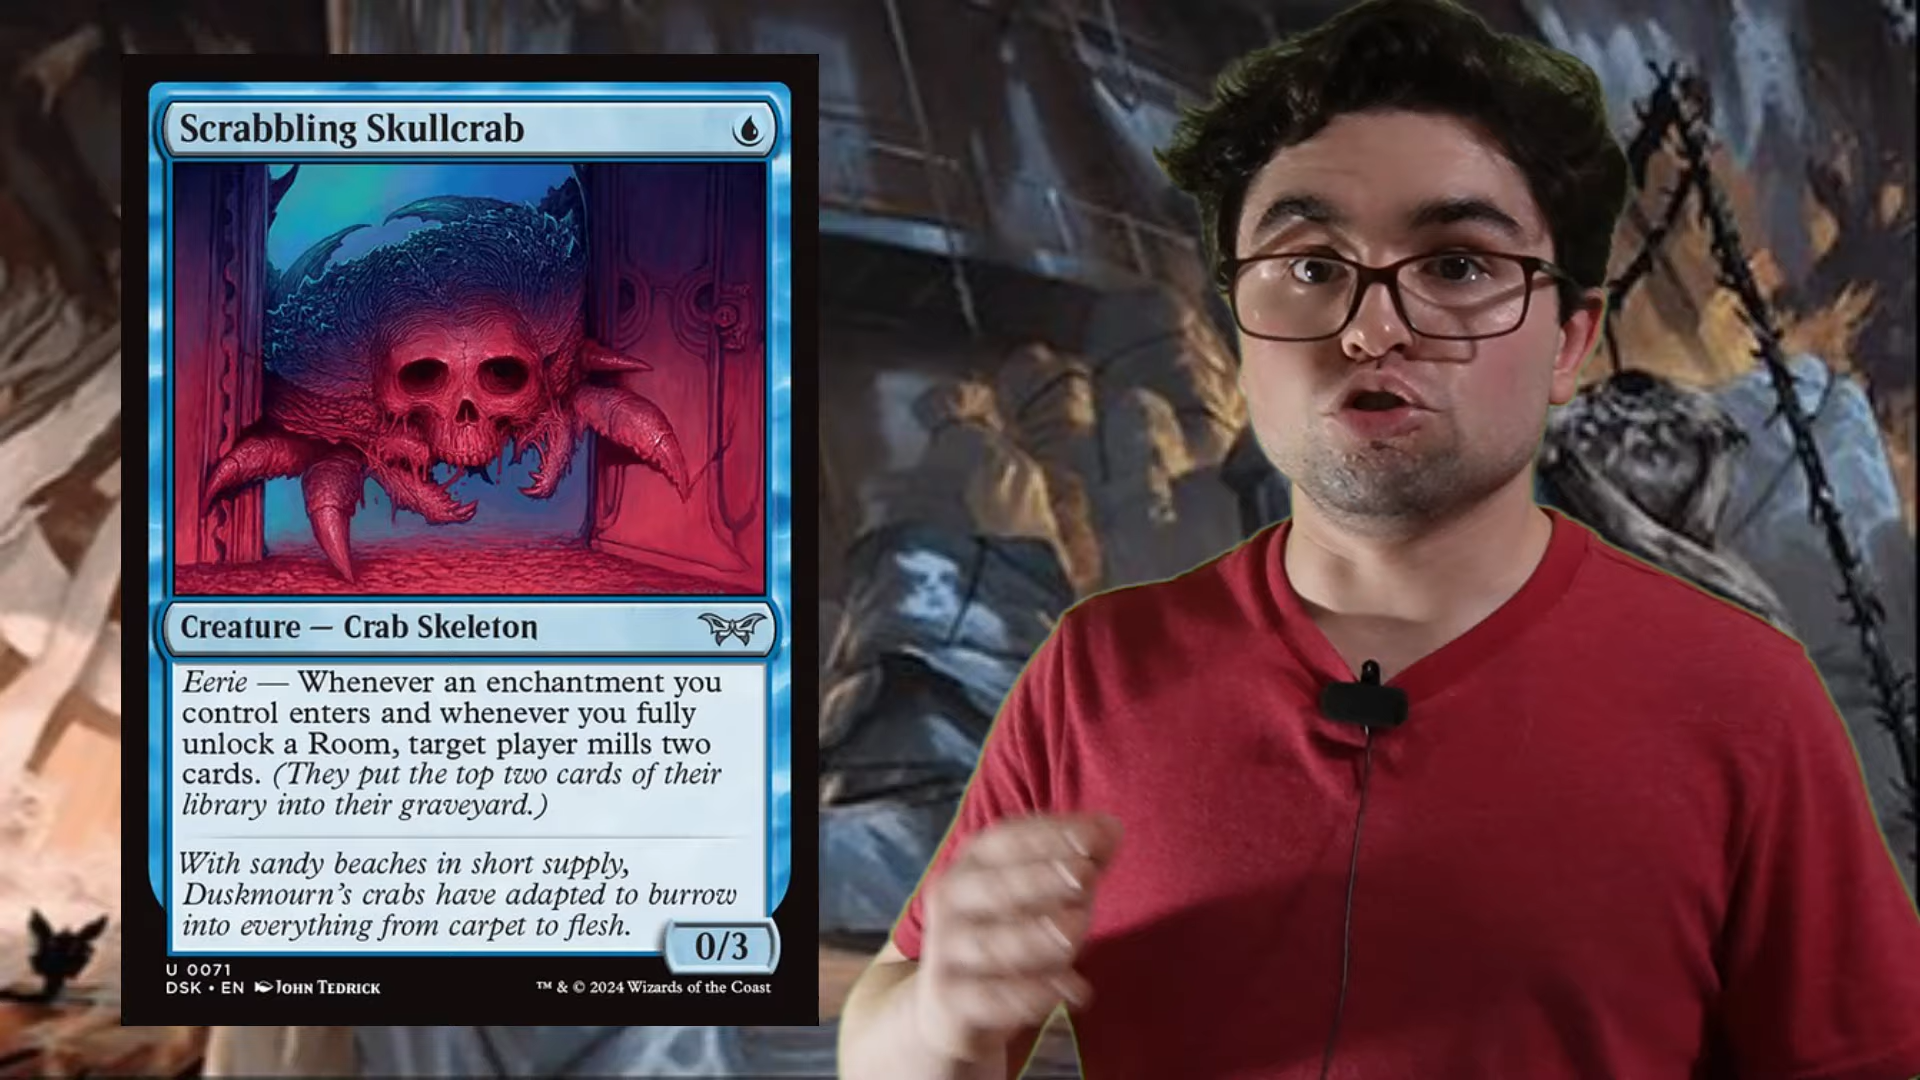 Scrabbling Skullcrab
Creature — Crab Skeleton
Eerie — Whenever an enchantment you
control enters and whenever you fully
unlock a Room, target player mills two
cards. (They put the top two cards of their
library into their graveyard.)
With sandy beaches in short supply,
Duskmourn's crabs have adapted to burrow
into everything from carpet to flesh.
0/3
U 0071
DSK • EN John Tedrick
™ & © 2024 Wizards of the Coast